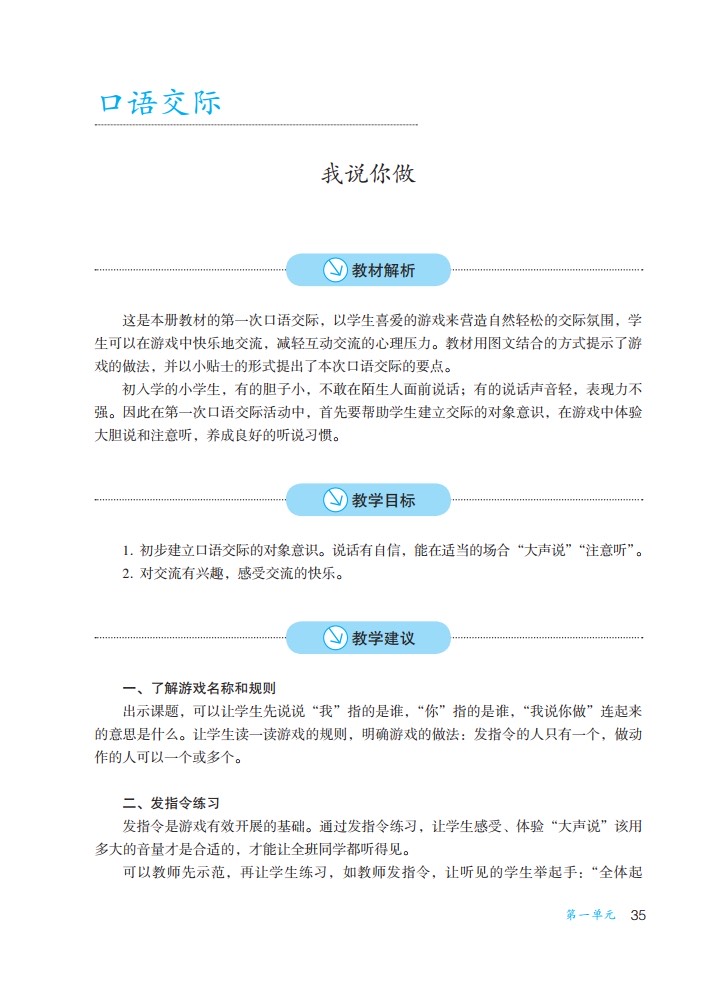 口语交际
我说你做
教材解析
这是本册教材的第一次口语交际，以学生喜爱的游戏来营造自然轻松的交际氛围，学
生可以在游戏中快乐地交流，减轻互动交流的心理压力。教材用图文结合的方式提示了游
戏的做法，并以小贴士的形式提出了本次口语交际的要点。
初入学的小学生，有的胆子小，不敢在陌生人面前说话；有的说话声音轻，表现力不
强。因此在第一次口语交际活动中，首先要帮助学生建立交际的对象意识，在游戏中体验
大胆说和注意听，养成良好的听说习惯。
教学目标
1. 初步建立口语交际的对象意识。说话有自信，能在适当的场合“大声说”“注意听”。
2. 对交流有兴趣，感受交流的快乐。
教学建议
一、了解游戏名称和规则
出示课题，可以让学生先说说“我”指的是谁，“你”指的是谁，“我说你做”连起来
的意思是什么。让学生读一读游戏的规则，明确游戏的做法：发指令的人只有一个，做动
作的人可以一个或多个。
二、发指令练习
发指令是游戏有效开展的基础。通过发指令练习，让学生感受、体验“大声说”该用
多大的音量才是合适的，才能让全班同学都听得见。
可以教师先示范，再让学生练习，如教师发指令，让听见的学生举起手：“全体起
第一单元 35